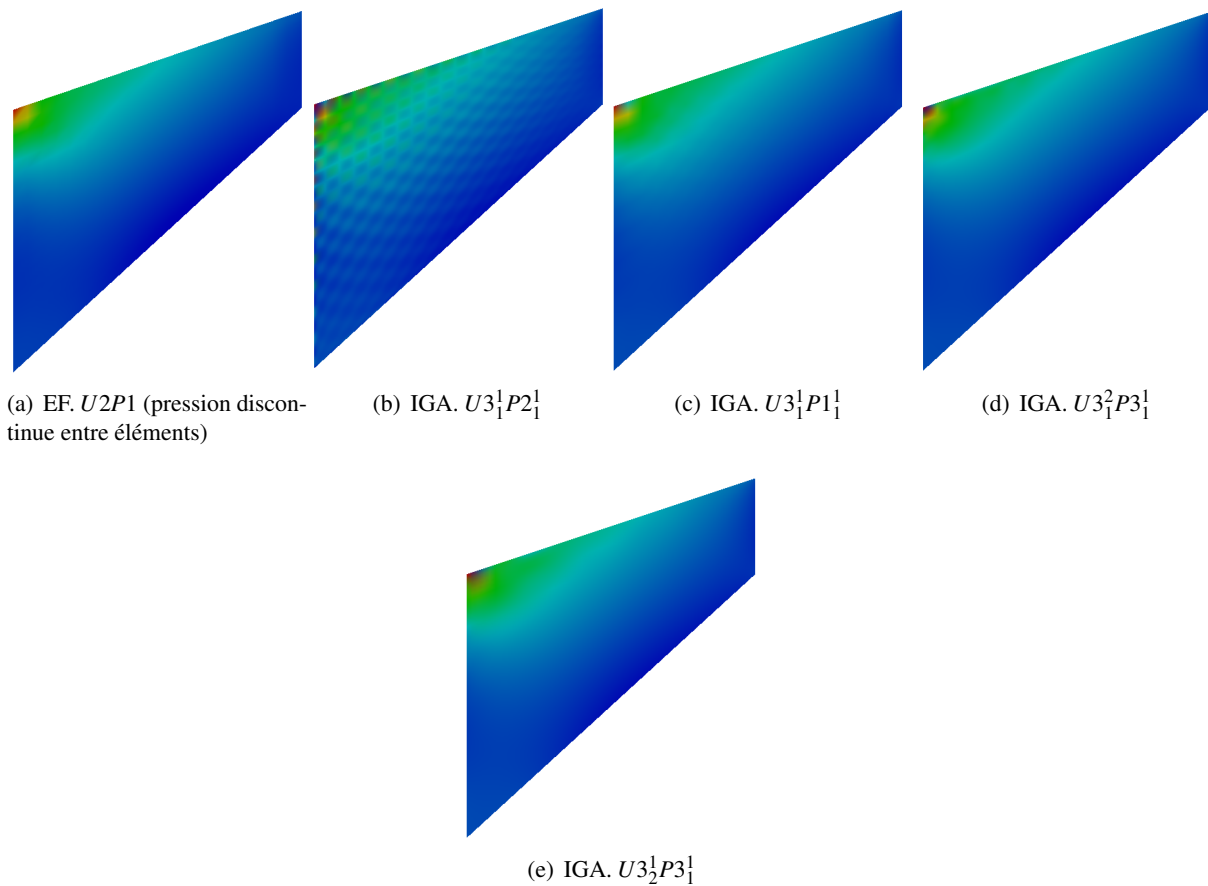 (a) EF. U2P1 (pression discon-
tinue entre éléments)
(b) IGA. U3₁¹P2₁¹
(c) IGA. U3₁¹P1₁¹
(d) IGA. U3₁²P3₁¹
(e) IGA. U3₂¹P3₁¹